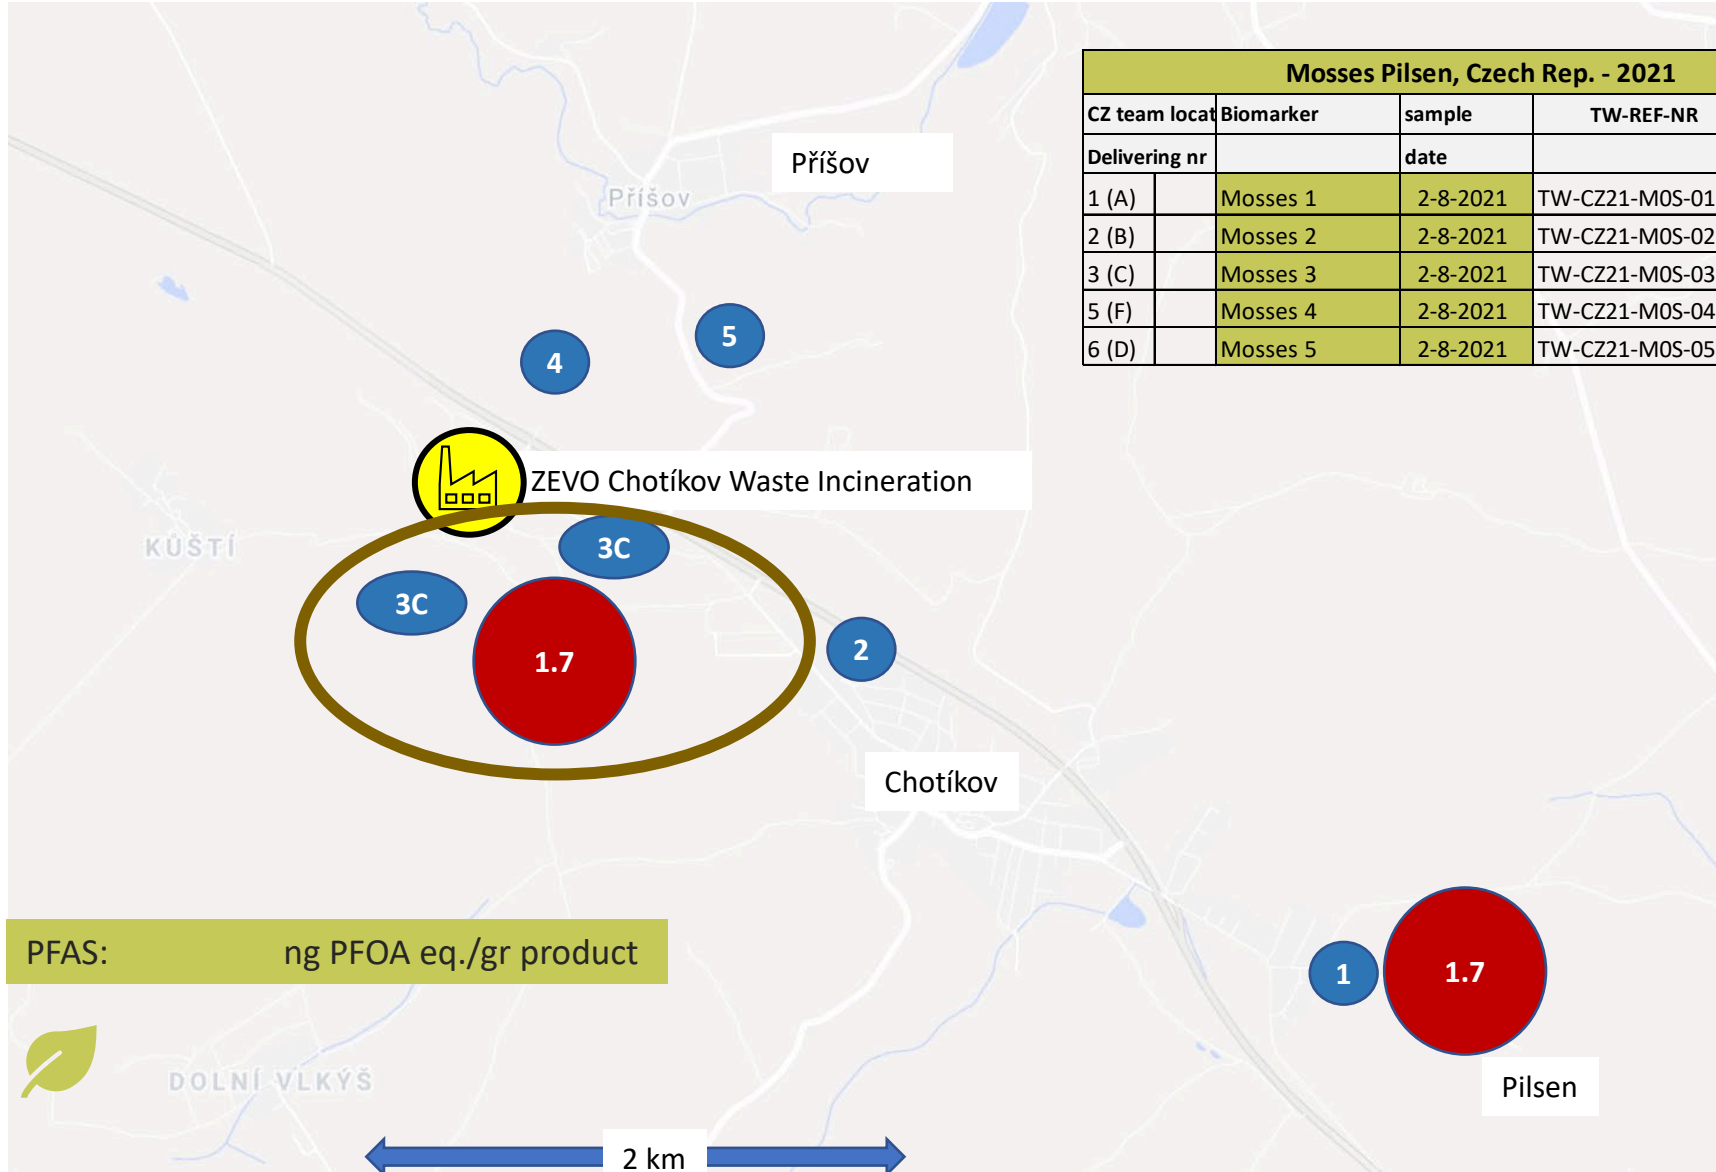 Mosses Pilsen, Czech Rep. - 2021
CZ team locat Biomarker sample TW-REF-NR
Delivering nr date
1 (A) Mosses 1 2-8-2021 TW-CZ21-M0S-01
2 (B) Mosses 2 2-8-2021 TW-CZ21-M0S-02
3 (C) Mosses 3 2-8-2021 TW-CZ21-M0S-03
5 (F) Mosses 4 2-8-2021 TW-CZ21-M0S-04
6 (D) Mosses 5 2-8-2021 TW-CZ21-M0S-05
Příšov
Příšov
5
4
ZEVO Chotíkov Waste Incineration
KŮŠTÍ
3C
3C
1.7
2
Chotíkov
PFAS: ng PFOA eq./gr product
1
1.7
DOLNÍ VLKÝŠ
Pilsen
2 km